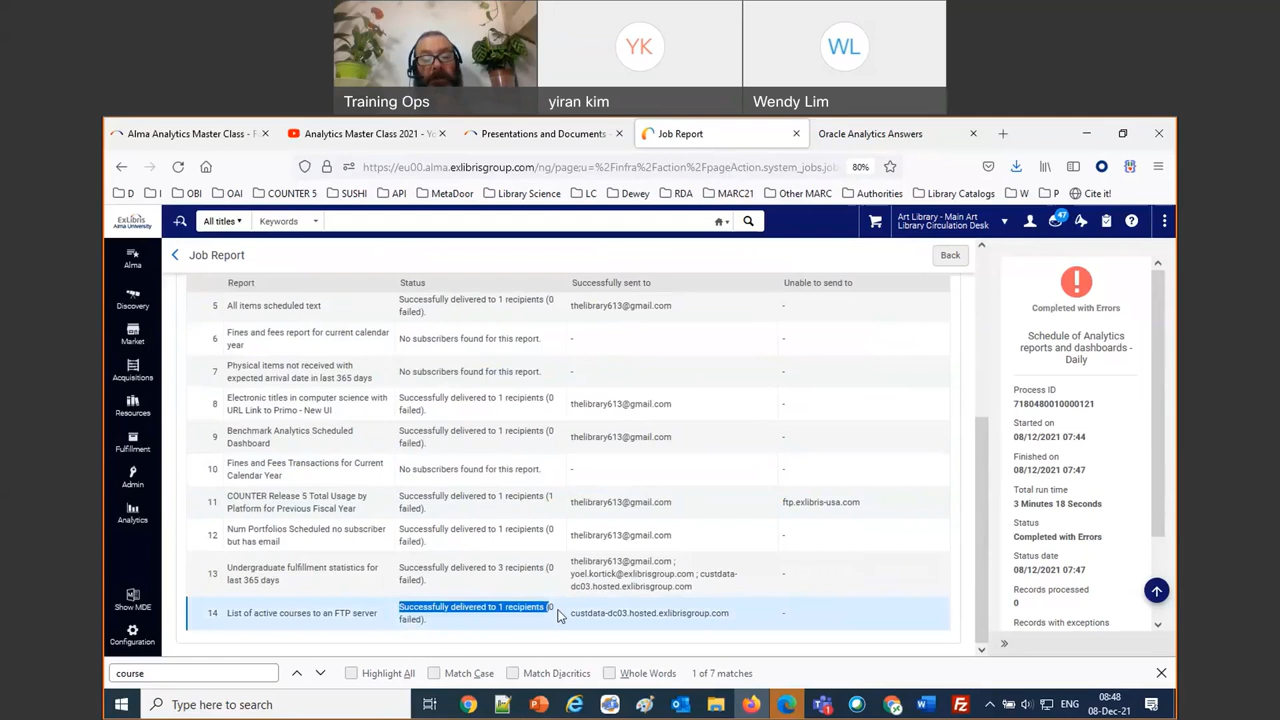 YK
WL
Training Ops
yiran kim
Wendy Lim
Alma Analytics Master Class - F
Analytics Master Class 2021 - Yo
Presentations and Documents -
Job Report
Oracle Analytics Answers
https://eu00.alma.exlibrisgroup.com/ng/page;u=%2Finfra%2Faction%2FpageAction.system_jobs.jo
80%
D
I
OBI
OAI
COUNTER 5
SUSHI
API
MetaDoor
Library Science
LC
Dewey
RDA
MARC21
Other MARC
Authorities
Library Catalogs
W
P
Cite it!
ExLibris
Alma University
All titles
Keywords
Art Library - Main Art
Library Circulation Desk
47
Alma
Discovery
Market
Acquisitions
Resources
Fulfillment
Admin
Analytics
Show MDE
Configuration
Job Report
Back
Report Status Successfully sent to Unable to send to
5 All items scheduled text Successfully delivered to 1 recipients (0 failed). thelibrary613@gmail.com -
6 Fines and fees report for current calendar year No subscribers found for this report. - -
7 Physical items not received with expected arrival date in last 365 days No subscribers found for this report. - -
8 Electronic titles in computer science with URL Link to Primo - New UI Successfully delivered to 1 recipients (0 failed). thelibrary613@gmail.com -
9 Benchmark Analytics Scheduled Dashboard Successfully delivered to 1 recipients (0 failed). thelibrary613@gmail.com -
10 Fines and Fees Transactions for Current Calendar Year No subscribers found for this report. - -
11 COUNTER Release 5 Total Usage by Platform for Previous Fiscal Year Successfully delivered to 1 recipients (1 failed). thelibrary613@gmail.com ftp.exlibris-usa.com
12 Num Portfolios Scheduled no subscriber but has email Successfully delivered to 1 recipients (0 failed). thelibrary613@gmail.com -
13 Undergraduate fulfillment statistics for last 365 days Successfully delivered to 3 recipients (0 failed). thelibrary613@gmail.com ; yoel.kortick@exlibrisgroup.com ; custdata-dc03.hosted.exlibrisgroup.com -
14 List of active courses to an FTP server Successfully delivered to 1 recipients (0 failed). custdata-dc03.hosted.exlibrisgroup.com -
Completed with Errors
Schedule of Analytics
reports and dashboards -
Daily
Process ID
7180480010000121
Started on
08/12/2021 07:44
Finished on
08/12/2021 07:47
Total run time
3 Minutes 18 Seconds
Status
Completed with Errors
Status date
08/12/2021 07:47
Records processed
0
Records with exceptions
course
Highlight All
Match Case
Match Diacritics
Whole Words
1 of 7 matches
Type here to search
ENG
08:48
08-Dec-21